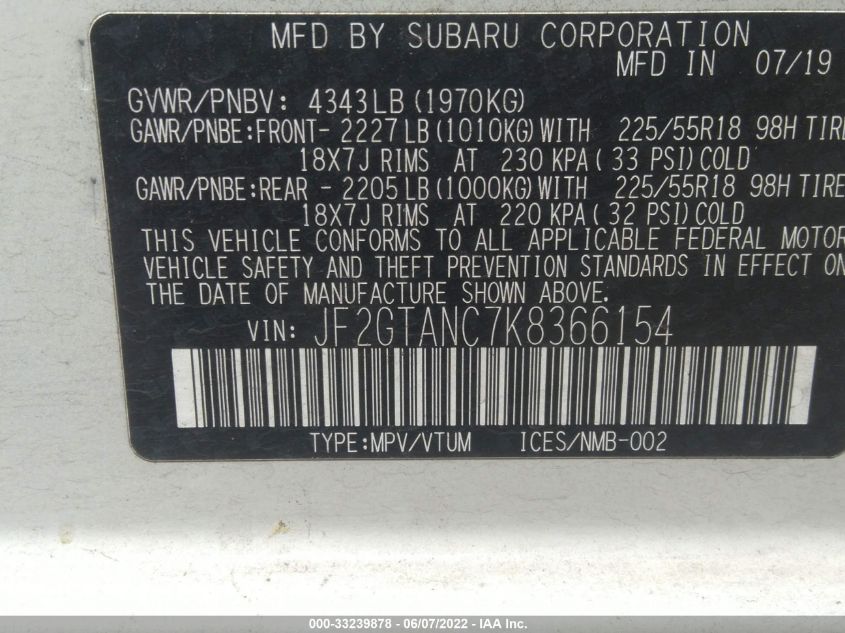 MFD BY SUBARU CORPORATION
MFD IN 07/19
GVWR/PNBV: 4343LB(1970KG)
GAWR/PNBE:FRONT- 2227LB(1010KG)WITH 225/55R18 98H TIRE
18X7J RIMS AT 230 KPA( 33 PSI)COLD
GAWR/PNBE:REAR - 2205LB(1000KG)WITH 225/55R18 98H TIRE
18X7J RIMS AT 220 KPA( 32 PSI)COLD
THIS VEHICLE CONFORMS TO ALL APPLICABLE FEDERAL MOTOR
VEHICLE SAFETY AND THEFT PREVENTION STANDARDS IN EFFECT ON
THE DATE OF MANUFACTURE SHOWN ABOVE.
VIN: JF2GTANC7K8366154
TYPE:MPV/VTUM ICES/NMB-002
000-33239878 - 06/07/2022 - IAA Inc.